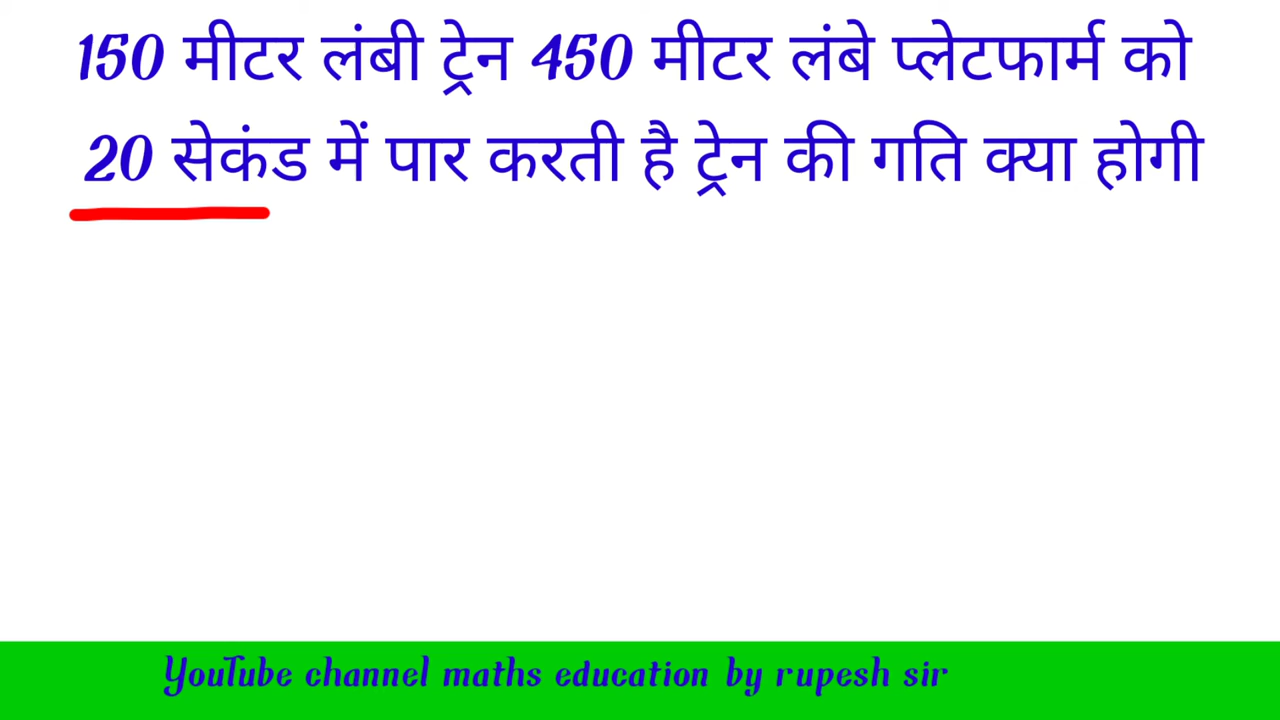 150 मीटर लंबी ट्रेन 450 मीटर लंबे प्लेटफार्म को
20 सेकंड में पार करती है ट्रेन की गति क्या होगी
YouTube channel maths education by rupesh sir